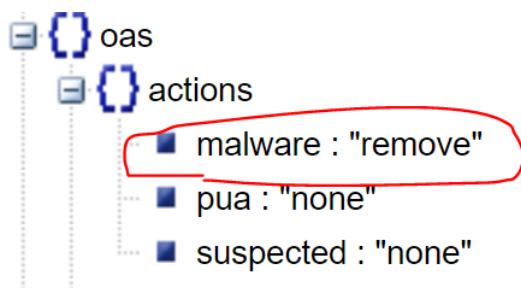 oas
actions
malware : "remove"
pua : "none"
suspected : "none"